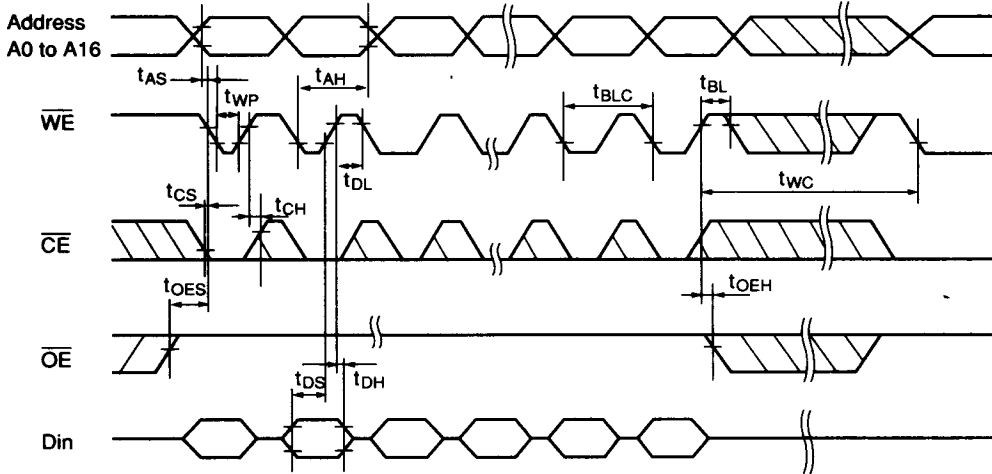 Address
A0 to A16
tAS
tWP
tAH
tBLC
tBL
WE
tDL
tWC
tCS
tCH
CE
tOES
tOEH
OE
tDS
tDH
Din